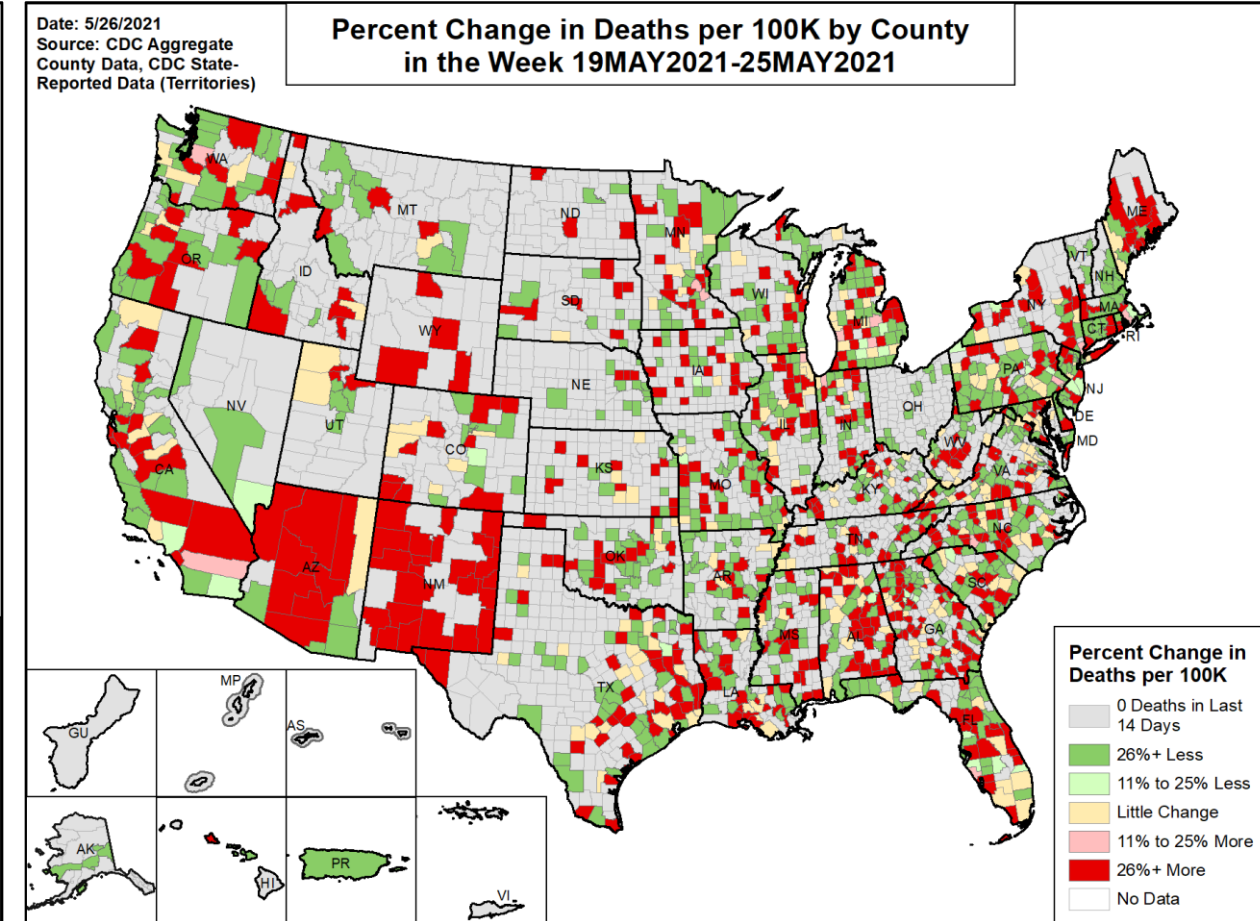 Date: 5/26/2021
Source: CDC Aggregate
County Data, CDC State-
Reported Data (Territories)
Percent Change in Deaths per 100K by County
in the Week 19MAY2021-25MAY2021
WA
MT
ND
MN
ME
OR
ID
SD
WI
MI
VT
NH
NY
MA
CT
RI
WY
IA
PA
NJ
NE
NV
UT
CO
IL
IN
OH
DE
MD
WV
VA
CA
KS
MO
KY
AZ
NM
OK
AR
TN
NC
SC
TX
LA
MS
AL
GA
FL
GU
MP
AS
AK
HI
PR
VI
Percent Change in
Deaths per 100K
0 Deaths in Last
14 Days
26%+ Less
11% to 25% Less
Little Change
11% to 25% More
26%+ More
No Data